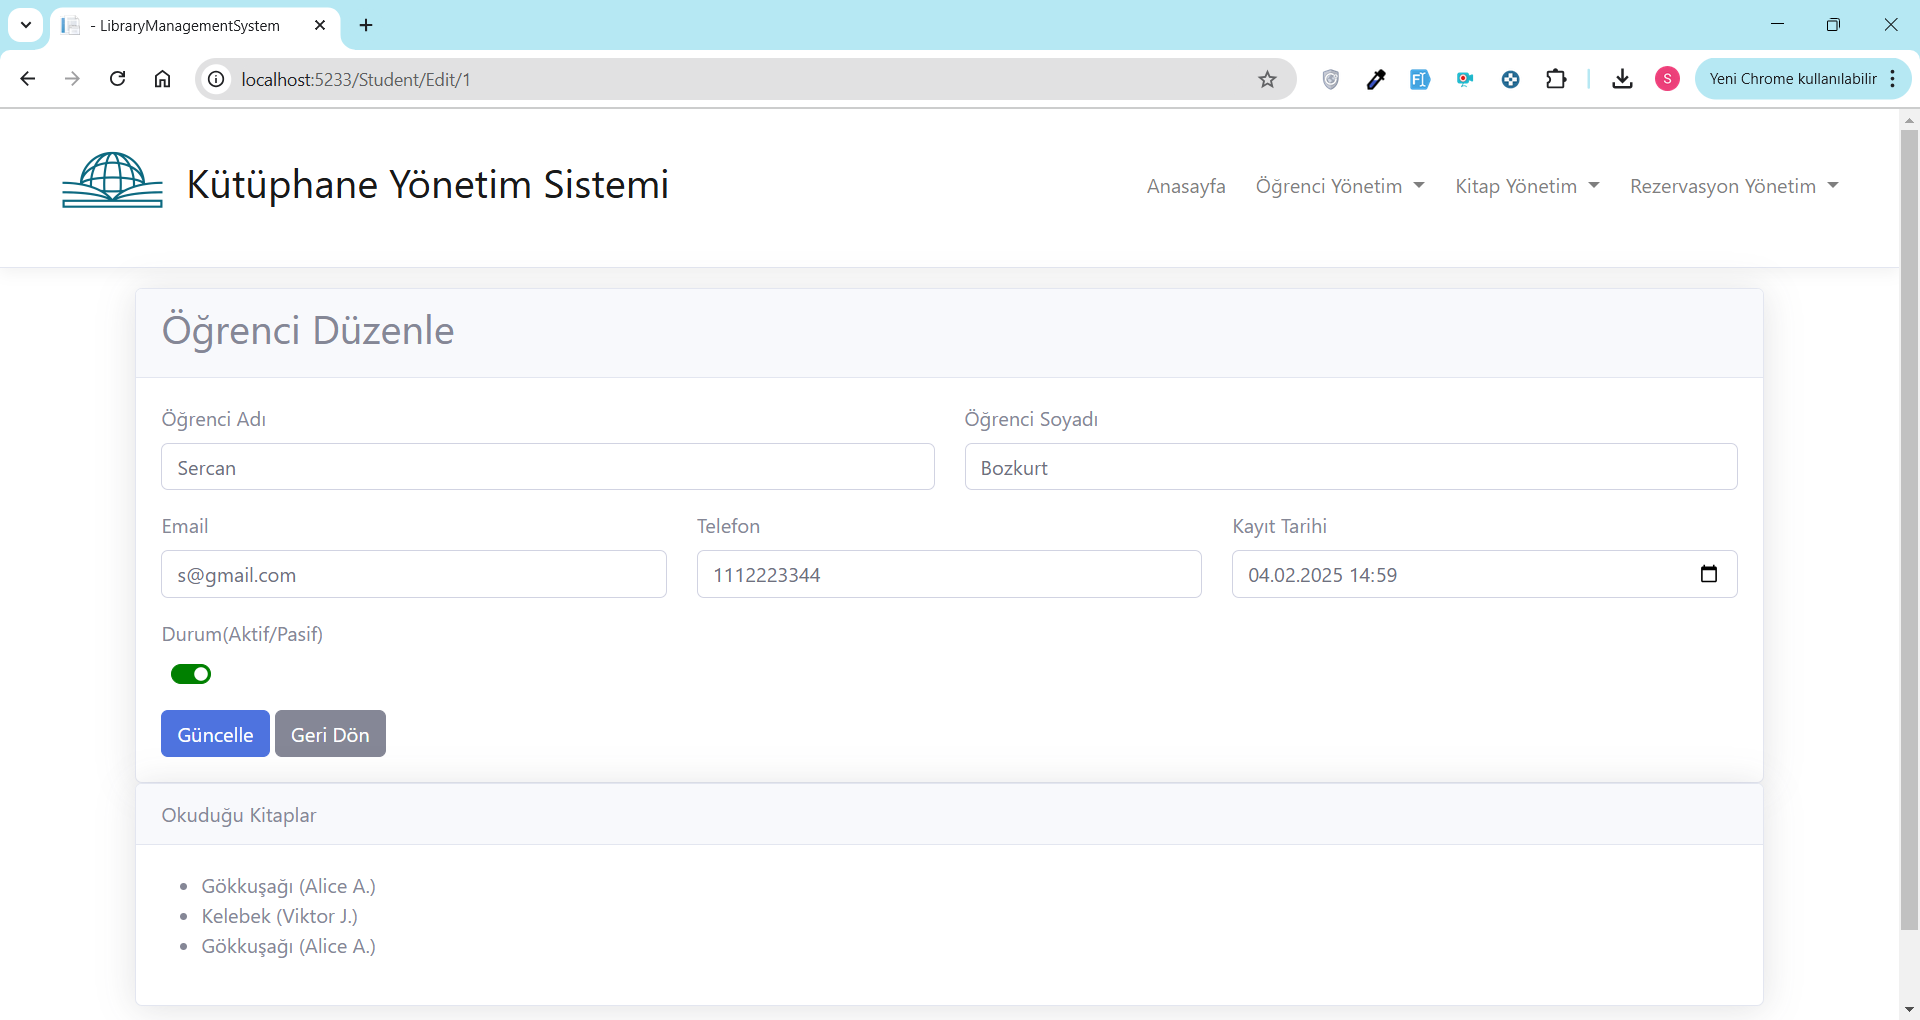 - LibraryManagementSystem
localhost:5233/Student/Edit/1
S
Yeni Chrome kullanılabilir
Kütüphane Yönetim Sistemi
Anasayfa
Öğrenci Yönetim
Kitap Yönetim
Rezervasyon Yönetim
Öğrenci Düzenle
Öğrenci Adı
Öğrenci Soyadı
Sercan
Bozkurt
Email
Telefon
Kayıt Tarihi
s@gmail.com
1112223344
04.02.2025 14:59
Durum(Aktif/Pasif)
Güncelle
Geri Dön
Okuduğu Kitaplar
Gökkuşağı (Alice A.)
Kelebek (Viktor J.)
Gökkuşağı (Alice A.)